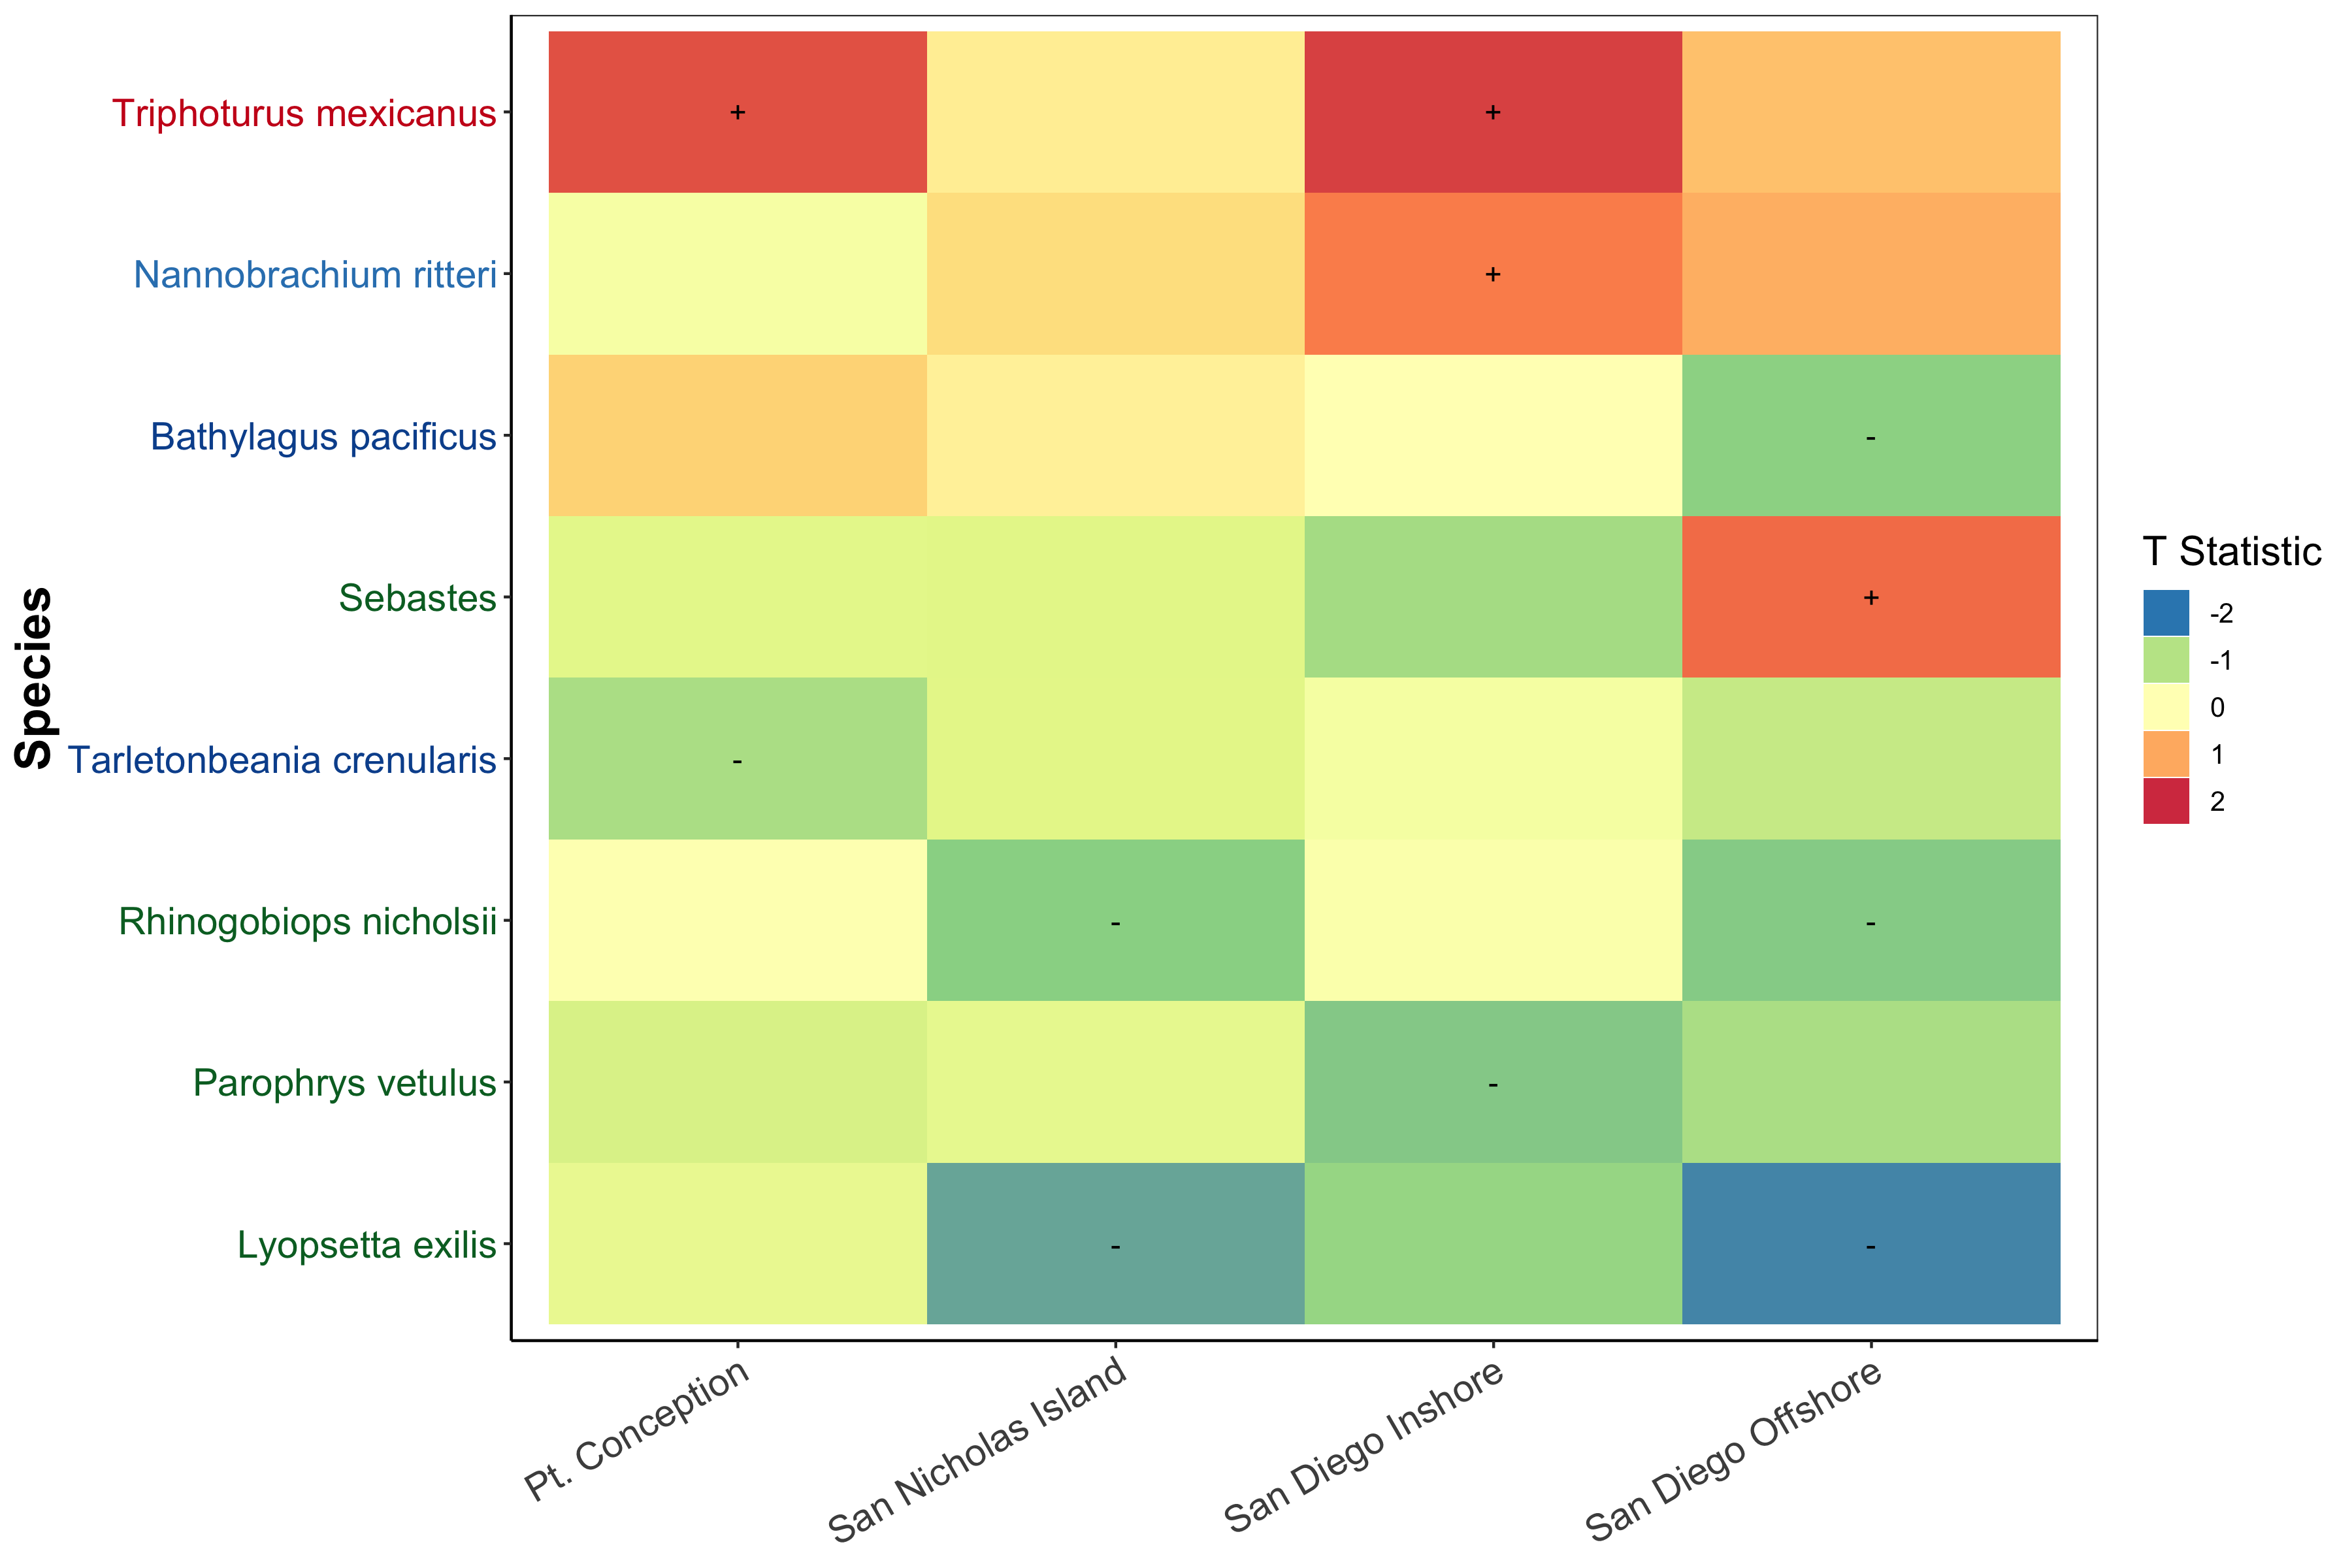 Species
Triphoturus mexicanus
+ +
Nannobrachium ritteri
+
Bathylagus pacificus
-
Sebastes
+
Tarletonbeania crenularis
-
Rhinogobiops nicholsii
- -
Parophrys vetulus
-
Lyopsetta exilis
- -
Pt. Conception
San Nicholas Island
San Diego Inshore
San Diego Offshore
T Statistic
-2
-1
0
1
2